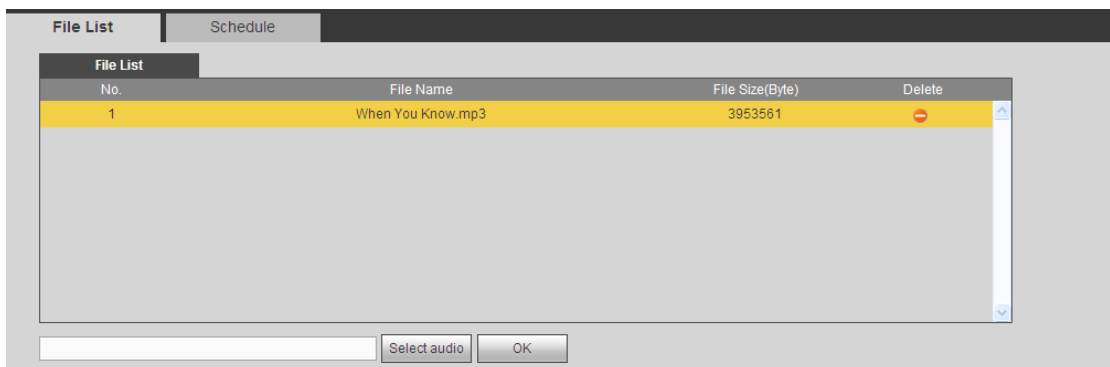 File List Schedule
File List
No. File Name File Size(Byte) Delete
1 When You Know.mp3 3953561
Select audio OK